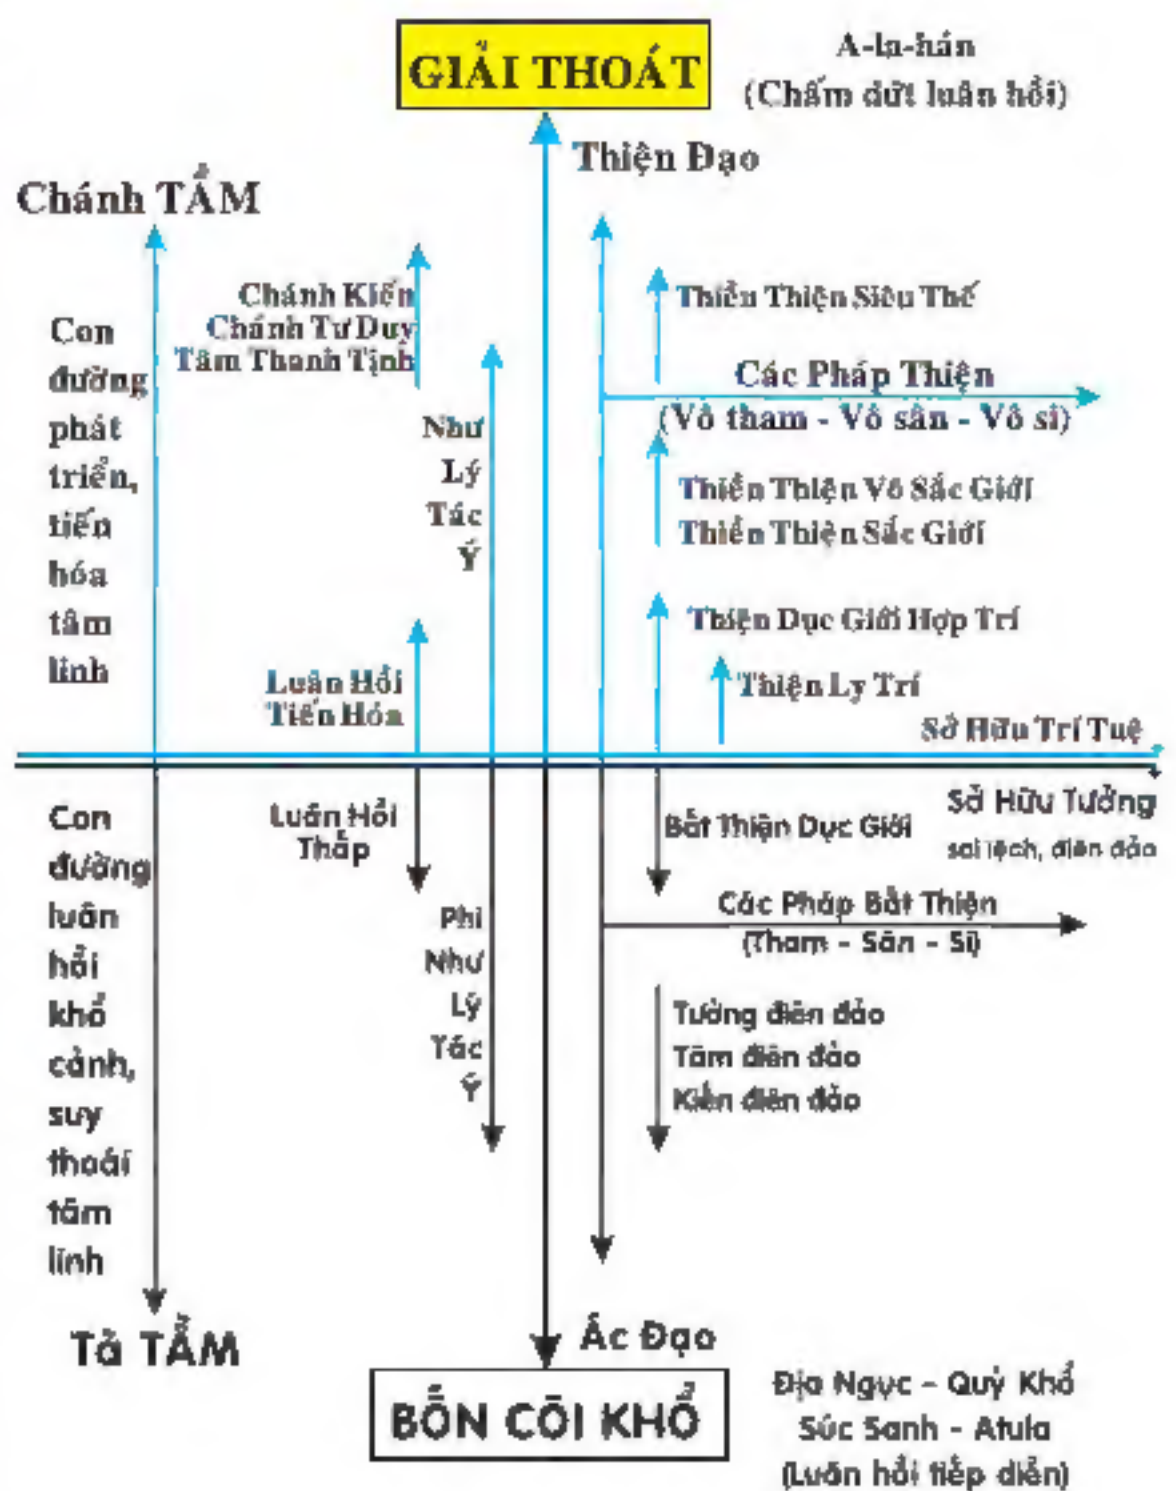 GIẢI THOÁT
A-la-hán
(Chấm dứt luân hồi)
Thiện Đạo
Chánh TẦM
Chánh Kiến
Chánh Tư Duy
Tâm Thanh Tịnh
Thiền Thiện Siêu Thế
Con
đường
phát
triển,
tiến
hóa
tâm
linh
Các Pháp Thiện
(Vô tham - Vô sân - Vô si)
Như
Lý
Tác
Ý
Thiền Thiện Vô Sắc Giới
Thiền Thiện Sắc Giới
Thiện Dục Giới Hợp Trí
Luân Hồi
Tiến Hóa
Thiện Ly Trí
Sở Hữu Trí Tuệ
Con
đường
luân
hồi
khổ
cảnh,
suy
thoái
tâm
linh
Luân Hồi
Thấp
Bất Thiện Dục Giới
Sở Hữu Tưởng
sai lệch, điên đảo
Các Pháp Bất Thiện
(Tham - Sân - Si)
Phi
Như
Lý
Tác
Ý
Tưởng điên đảo
Tâm điên đảo
Kiến điên đảo
Tà TẦM
Ác Đạo
BỐN CÕI KHỔ
Địa Ngục - Quỷ Khổ
Súc Sanh - Atula
(Luân hồi tiếp diễn)